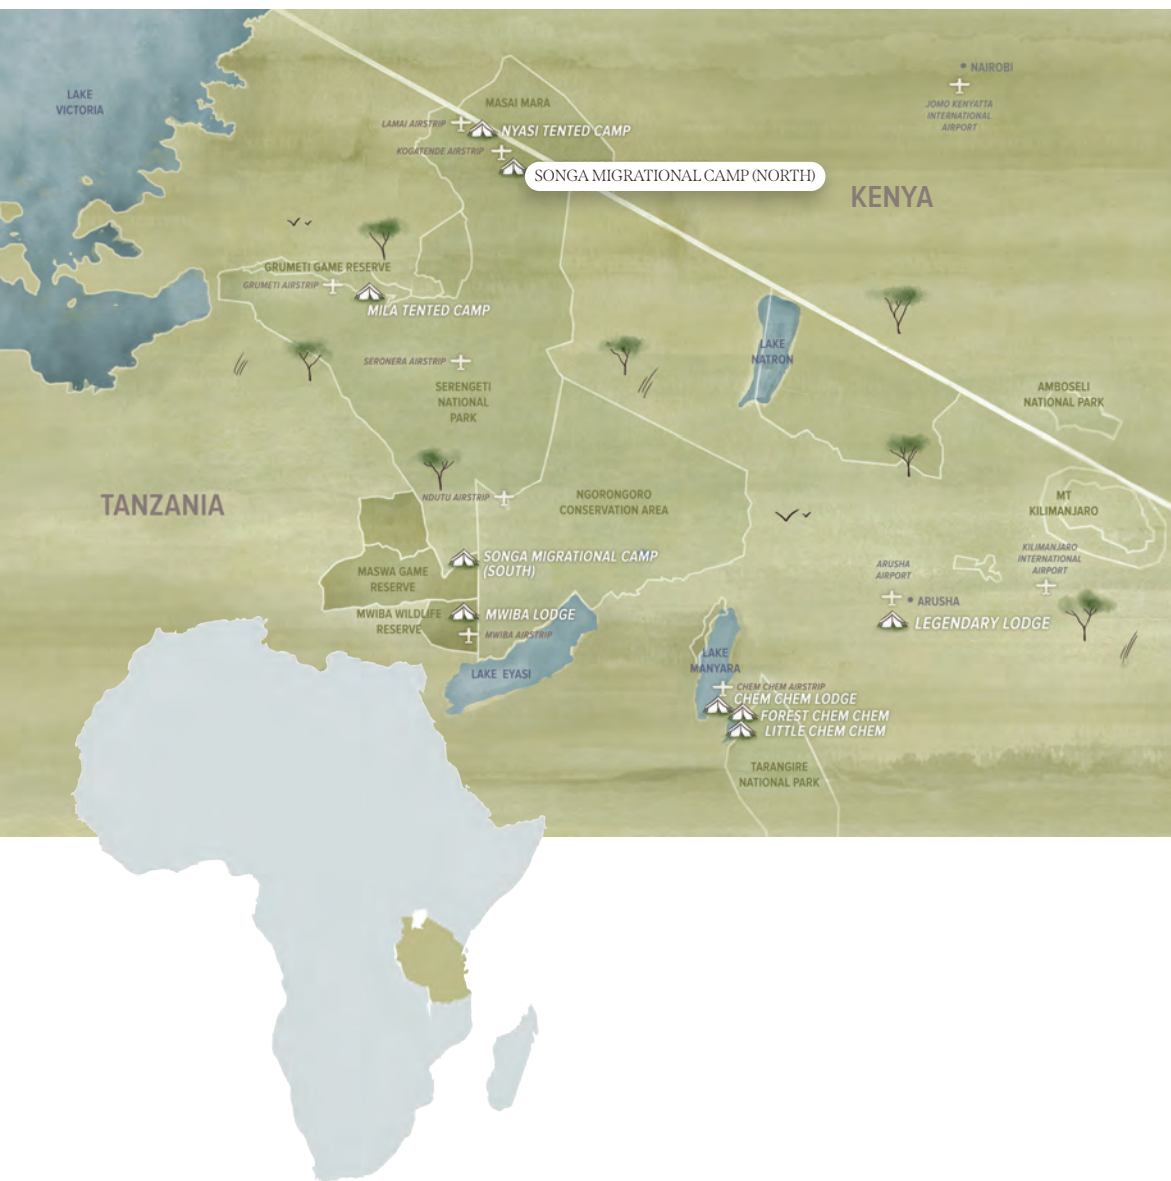 LAKE
VICTORIA
NAIROBI
JOMO KENYATTA
INTERNATIONAL
AIRPORT
MASAI MARA
LAMAI AIRSTRIP
NYASI TENTED CAMP
KOGATENDE AIRSTRIP
SONGA MIGRATIONAL CAMP (NORTH)
KENYA
GRUMETI GAME RESERVE
GRUMETI AIRSTRIP
MILA TENTED CAMP
LAKE
NATRON
SERONERA AIRSTRIP
SERENGETI
NATIONAL
PARK
AMBOSELI
NATIONAL PARK
TANZANIA
NDUTU AIRSTRIP
NGORONGORO
CONSERVATION AREA
MT
KILIMANJARO
SONGA MIGRATIONAL CAMP
(SOUTH)
MASWA GAME
RESERVE
KILIMANJARO
INTERNATIONAL
AIRPORT
ARUSHA
AIRPORT
ARUSHA
LEGENDARY LODGE
MWIBA WILDLIFE
RESERVE
MWIBA LODGE
MWIBA AIRSTRIP
LAKE EYASI
LAKE
MANYARA
CHEM CHEM AIRSTRIP
CHEM CHEM LODGE
FOREST CHEM CHEM
LITTLE CHEM CHEM
TARANGIRE
NATIONAL PARK